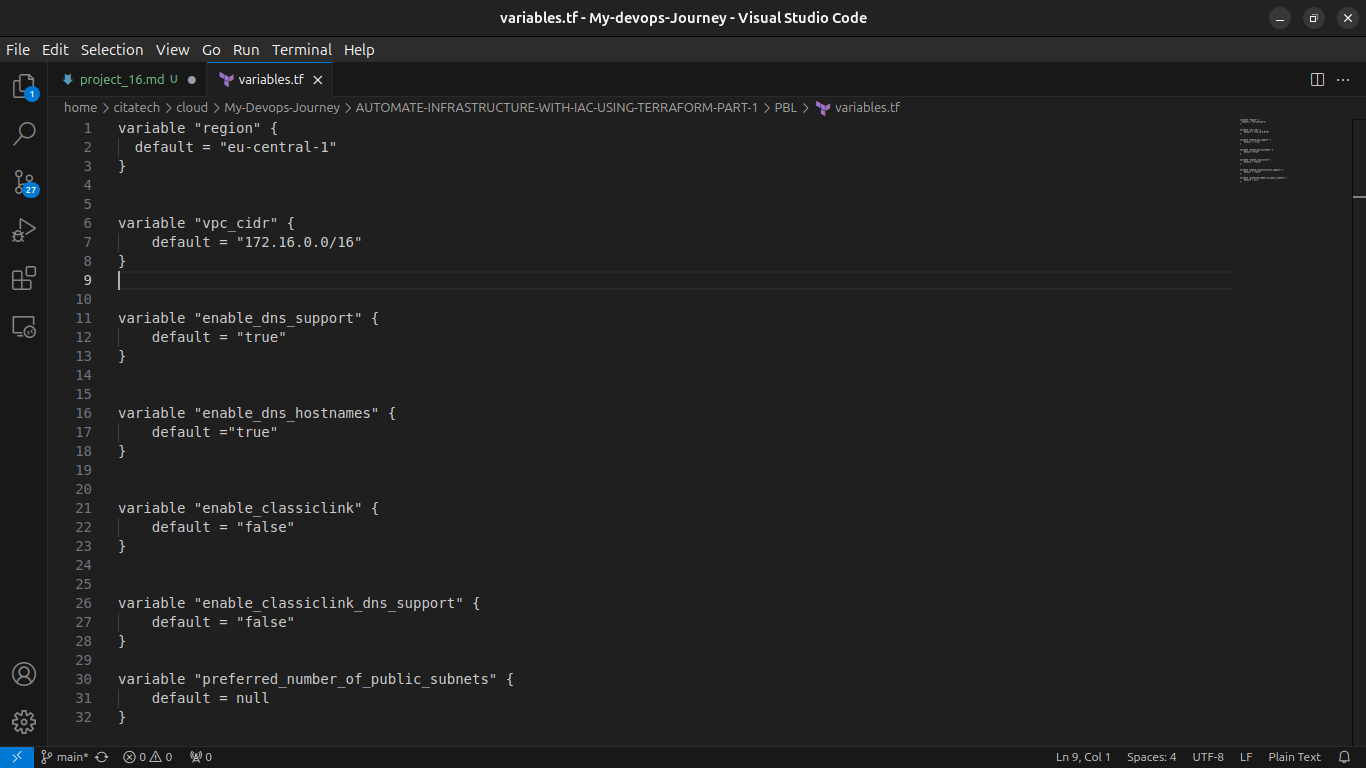 variables.tf - My-devops-Journey - Visual Studio Code
File Edit Selection View Go Run Terminal Help
project_16.md U variables.tf
home > citatech > cloud > My-Devops-Journey > AUTOMATE-INFRASTRUCTURE-WITH-IAC-USING-TERRAFORM-PART-1 > PBL > variables.tf
1
27
1 variable "region" {
2   default = "eu-central-1"
3 }
4
5
6 variable "vpc_cidr" {
7     default = "172.16.0.0/16"
8 }
9
10
11 variable "enable_dns_support" {
12     default = "true"
13 }
14
15
16 variable "enable_dns_hostnames" {
17     default ="true"
18 }
19
20
21 variable "enable_classiclink" {
22     default = "false"
23 }
24
25
26 variable "enable_classiclink_dns_support" {
27     default = "false"
28 }
29
30 variable "preferred_number_of_public_subnets" {
31     default = null
32 }
main* 0 0 0 Ln 9, Col 1 Spaces: 4 UTF-8 LF Plain Text